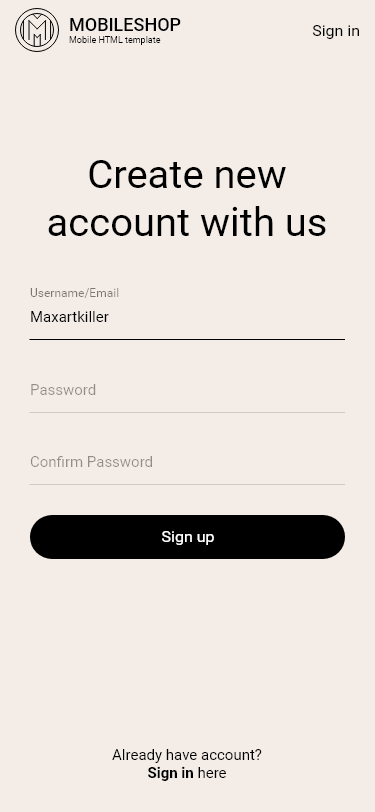 MOBILESHOP
Mobile HTML template
Sign in
Create new
account with us
Username/Email
Maxartkiller
Password
Confirm Password
Sign up
Already have account?
Sign in here